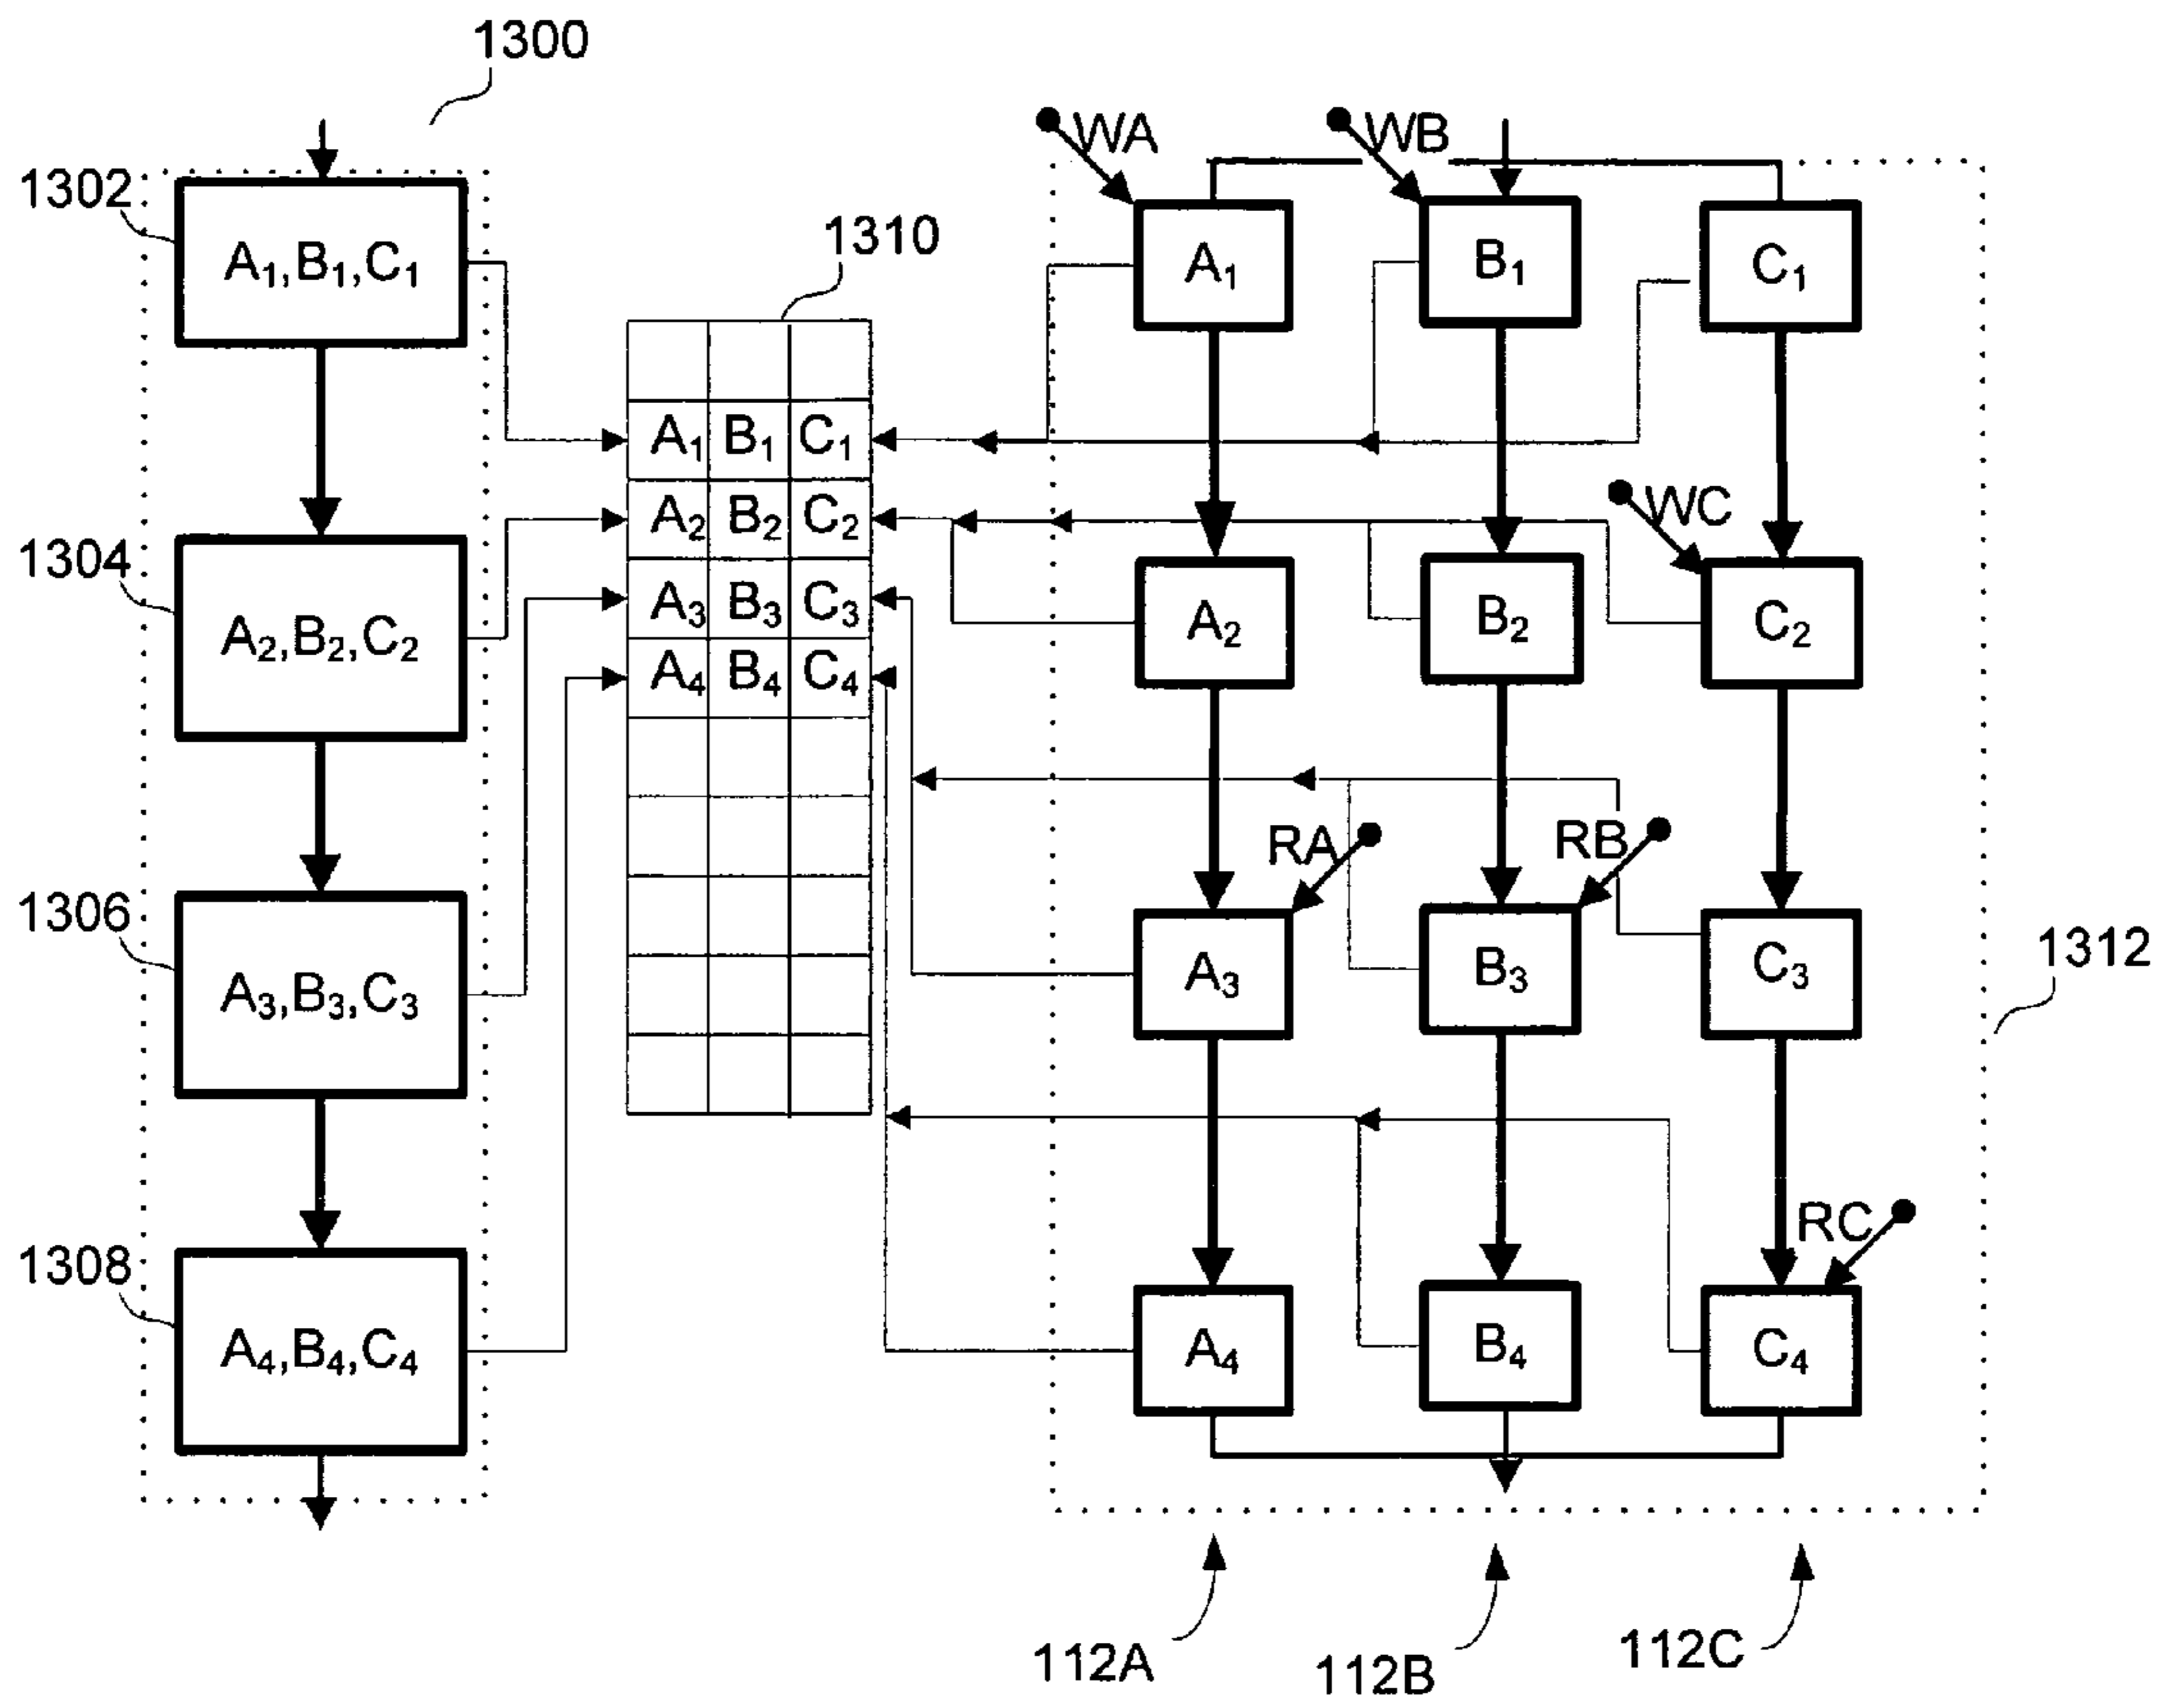 1300
WA WB
1302
A₁,B₁,C₁
A₁ B₁ C₁
1310
A₁ B₁ C₁
WC
A₂ B₂ C₂
1304
A₃ B₃ C₃
A₂,B₂,C₂
A₂ B₂ C₂
A₄ B₄ C₄
RA RB
1306
A₃,B₃,C₃
A₃ B₃ C₃
1312
RC
1308
A₄,B₄,C₄
A₄ B₄ C₄
112A 112B 112C